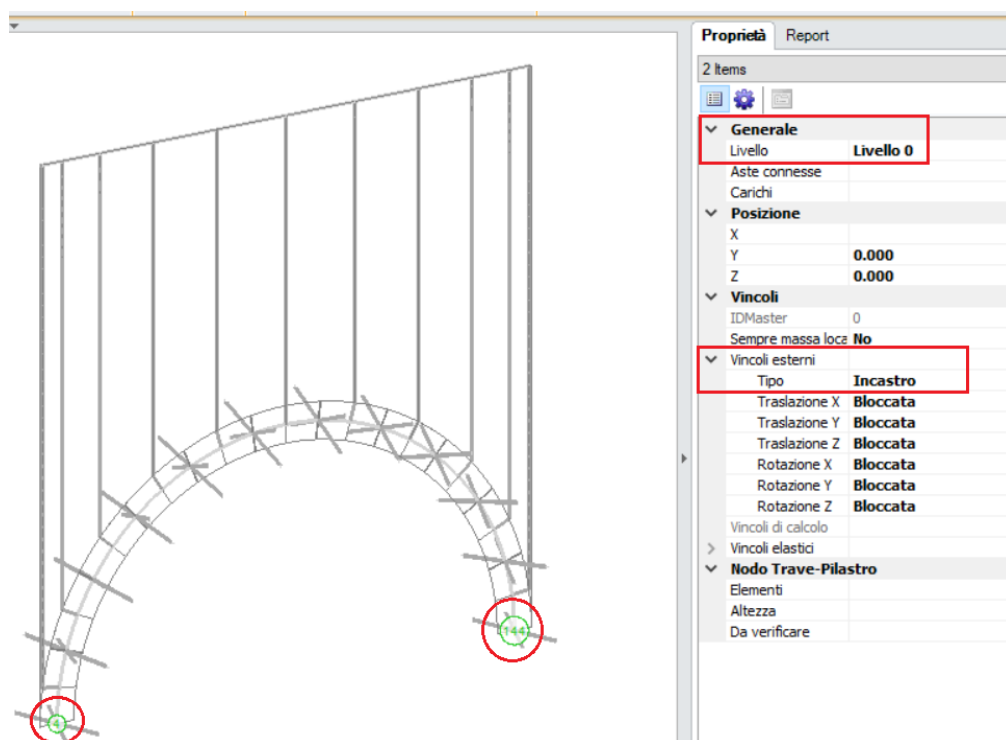 Proprietà Report
2 Items
Generale
Livello Livello 0
Aste connesse
Carichi
Posizione
X
Y 0.000
Z 0.000
Vincoli
IDMaster 0
Sempre massa loca No
Vincoli esterni
Tipo Incastro
Traslazione X Bloccata
Traslazione Y Bloccata
Traslazione Z Bloccata
Rotazione X Bloccata
Rotazione Y Bloccata
Rotazione Z Bloccata
Vincoli di calcolo
Vincoli elastici
Nodo Trave-Pilastro
Elementi
Altezza
Da verificare
144
4